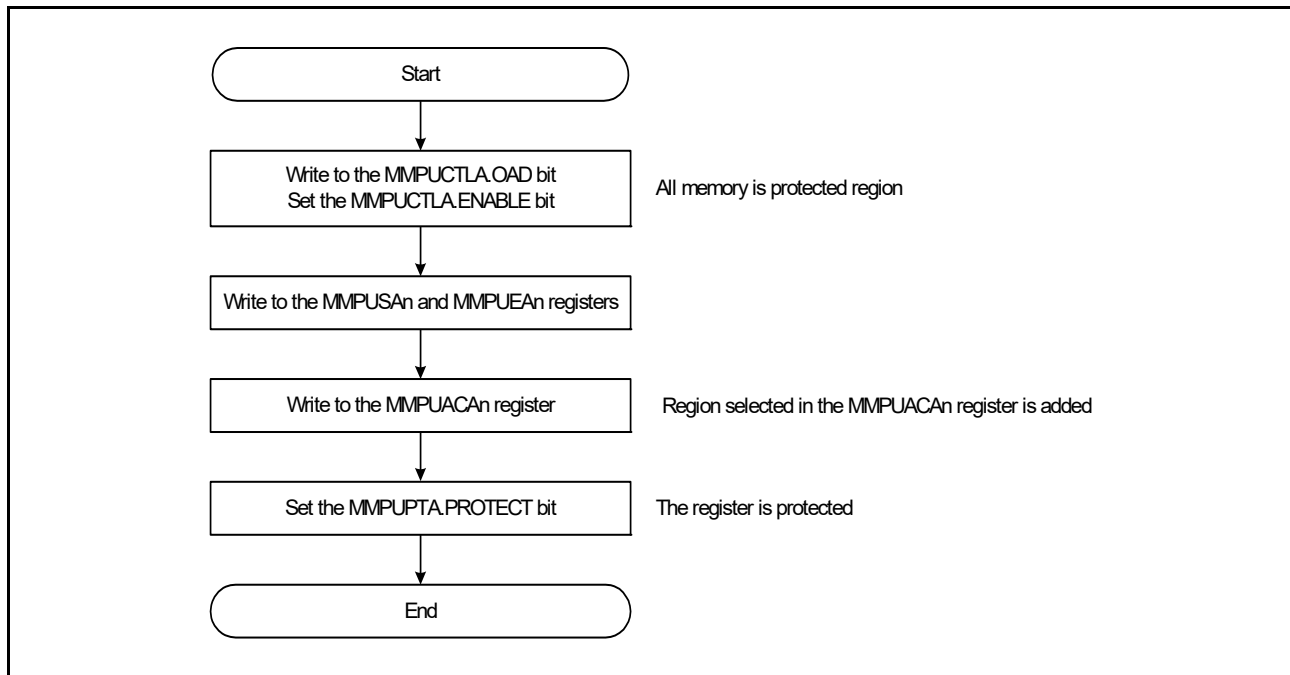 Start
Write to the MMPUCTLA.OAD bit
Set the MMPUCTLA.ENABLE bit
All memory is protected region
Write to the MMPUSAn and MMPUEAn registers
Write to the MMPUACAn register
Region selected in the MMPUACAn register is added
Set the MMPUPTA.PROTECT bit
The register is protected
End